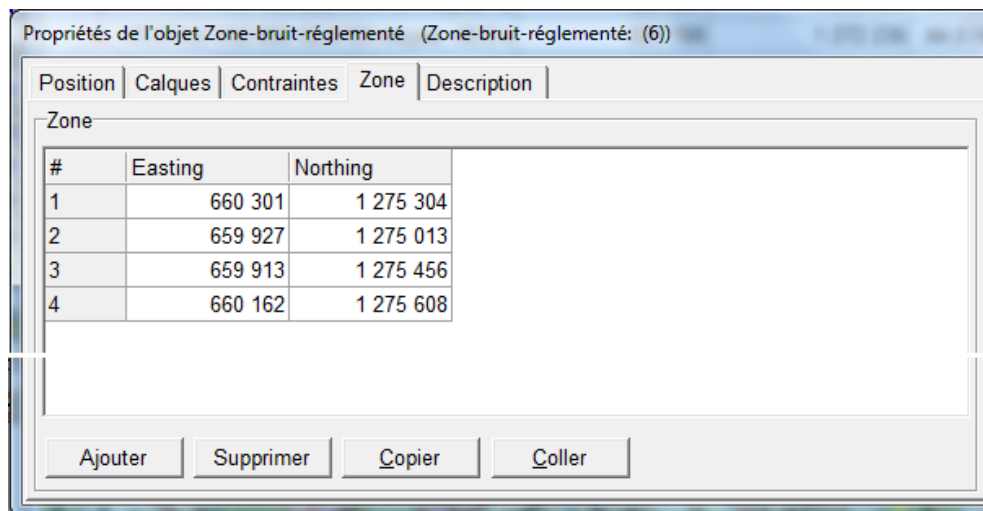 Propriétés de l'objet Zone-bruit-réglementé (Zone-bruit-réglementé: (6))
Position Calques Contraintes Zone Description
Zone
# Easting Northing
1 660 301 1 275 304
2 659 927 1 275 013
3 659 913 1 275 456
4 660 162 1 275 608
Ajouter Supprimer Copier Coller